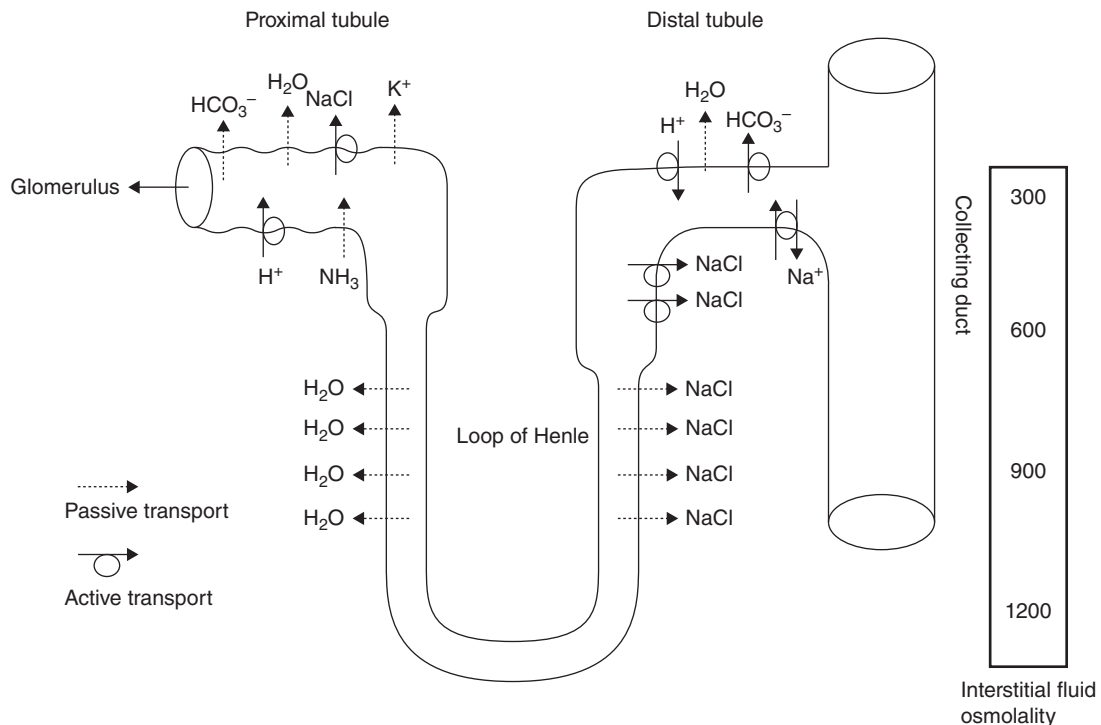 Proximal tubule
Distal tubule
HCO₃⁻
H₂O
NaCl
K⁺
H⁺
H₂O
HCO₃⁻
Glomerulus
H⁺
NH₃
NaCl
NaCl
Na⁺
Collecting duct
300
600
900
1200
H₂O
H₂O
H₂O
H₂O
Loop of Henle
NaCl
NaCl
NaCl
NaCl
Passive transport
Active transport
Interstitial fluid
osmolality